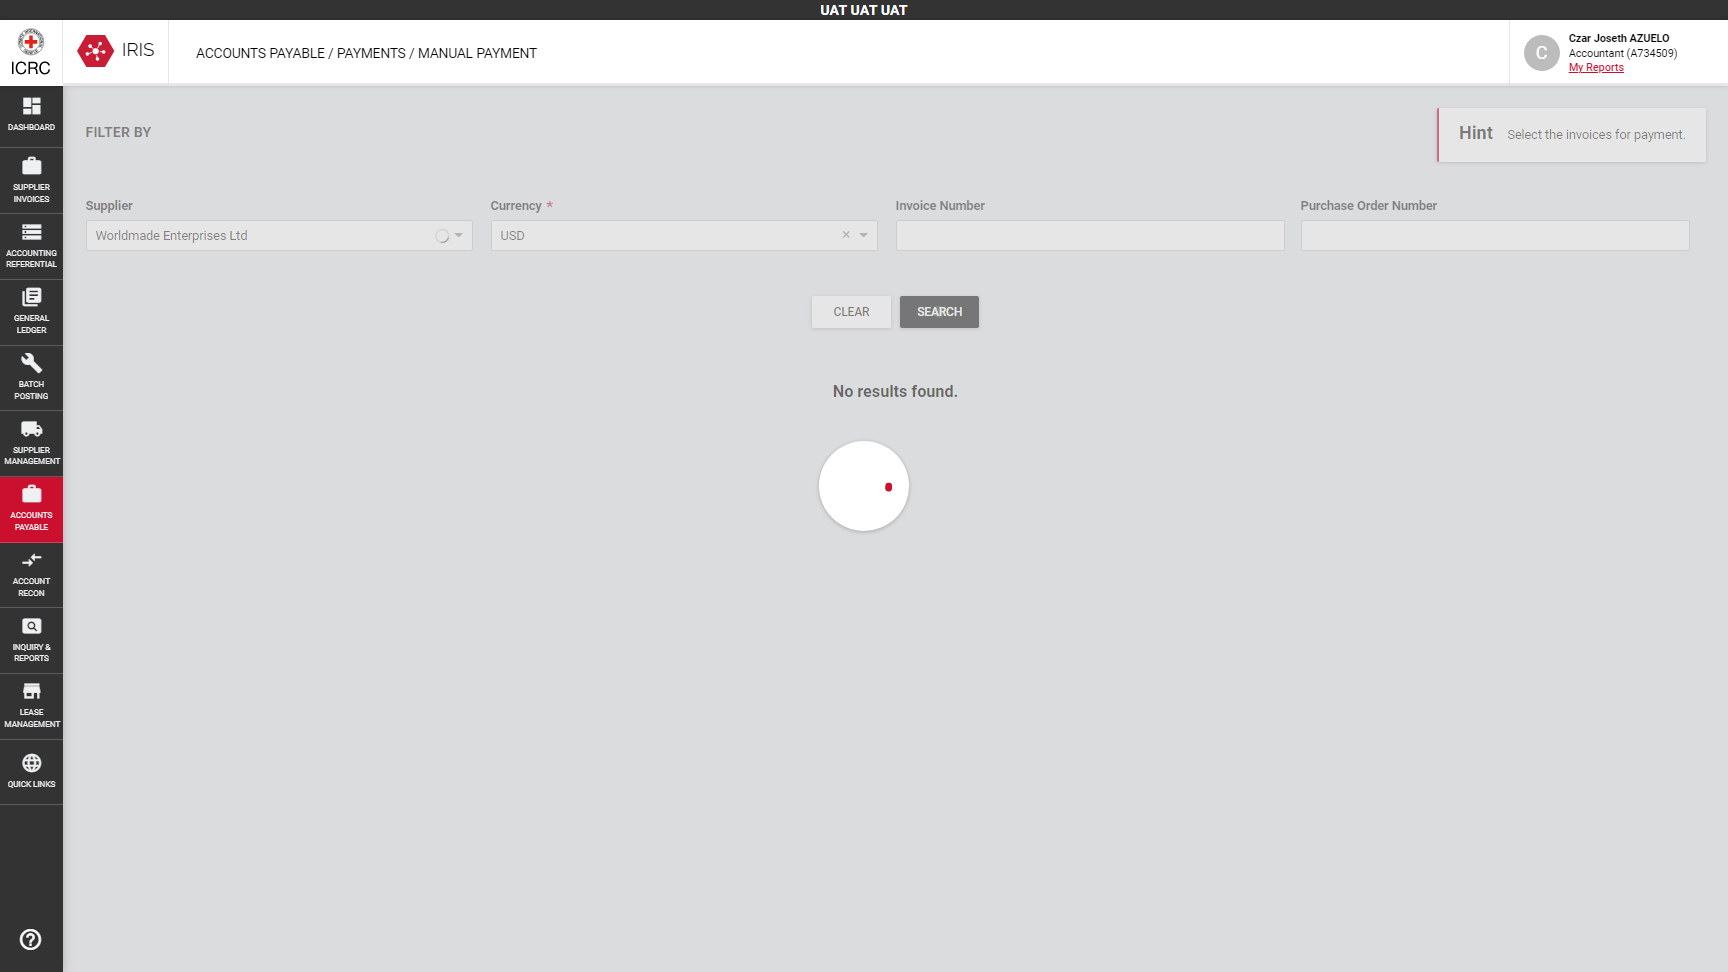 UAT UAT UAT
ICRC
IRIS
ACCOUNTS PAYABLE / PAYMENTS / MANUAL PAYMENT
C
Czar Joseth AZUELO
Accountant (A734509)
My Reports
DASHBOARD
SUPPLIER
INVOICES
ACCOUNTING
REFERENTIAL
GENERAL
LEDGER
BATCH
POSTING
SUPPLIER
MANAGEMENT
ACCOUNTS
PAYABLE
ACCOUNT
RECON
INQUIRY &
REPORTS
LEASE
MANAGEMENT
QUICK LINKS
FILTER BY
Hint Select the invoices for payment.
Supplier
Worldmade Enterprises Ltd
Currency *
USD
Invoice Number
Purchase Order Number
CLEAR
SEARCH
No results found.